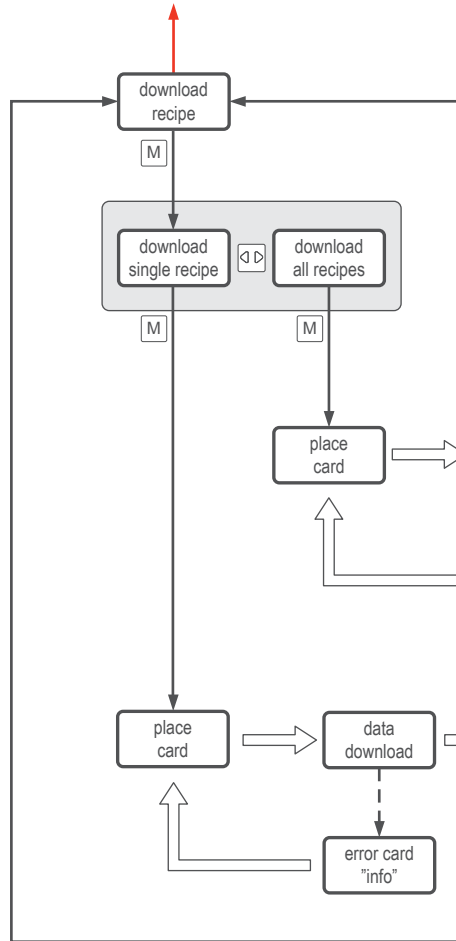 download
recipe
M
download
single recipe
download
all recipes
M
M
place
card
place
card
data
download
error card
”info”